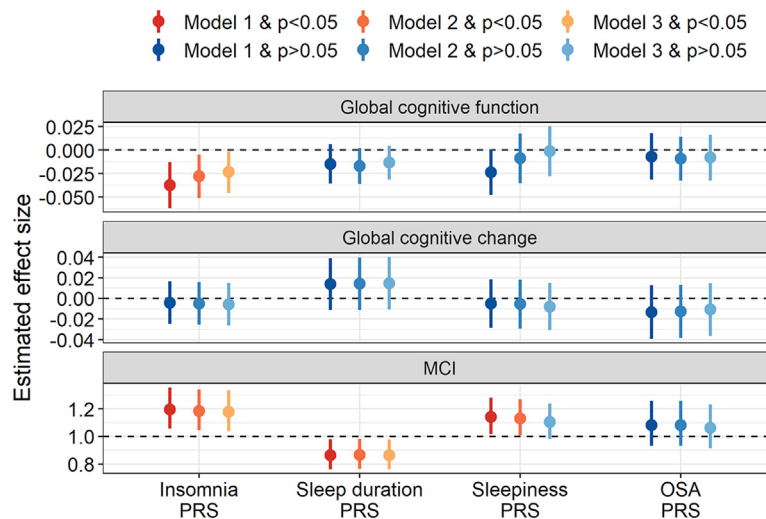 Model 1 & p<0.05 Model 2 & p<0.05 Model 3 & p<0.05
Model 1 & p>0.05 Model 2 & p>0.05 Model 3 & p>0.05
Global cognitive function
0.025
0.000
-0.025
-0.050
Estimated effect size
Global cognitive change
0.04
0.02
0.00
-0.02
-0.04
MCI
1.2
1.0
0.8
Insomnia PRS
Sleep duration PRS
Sleepiness PRS
OSA PRS